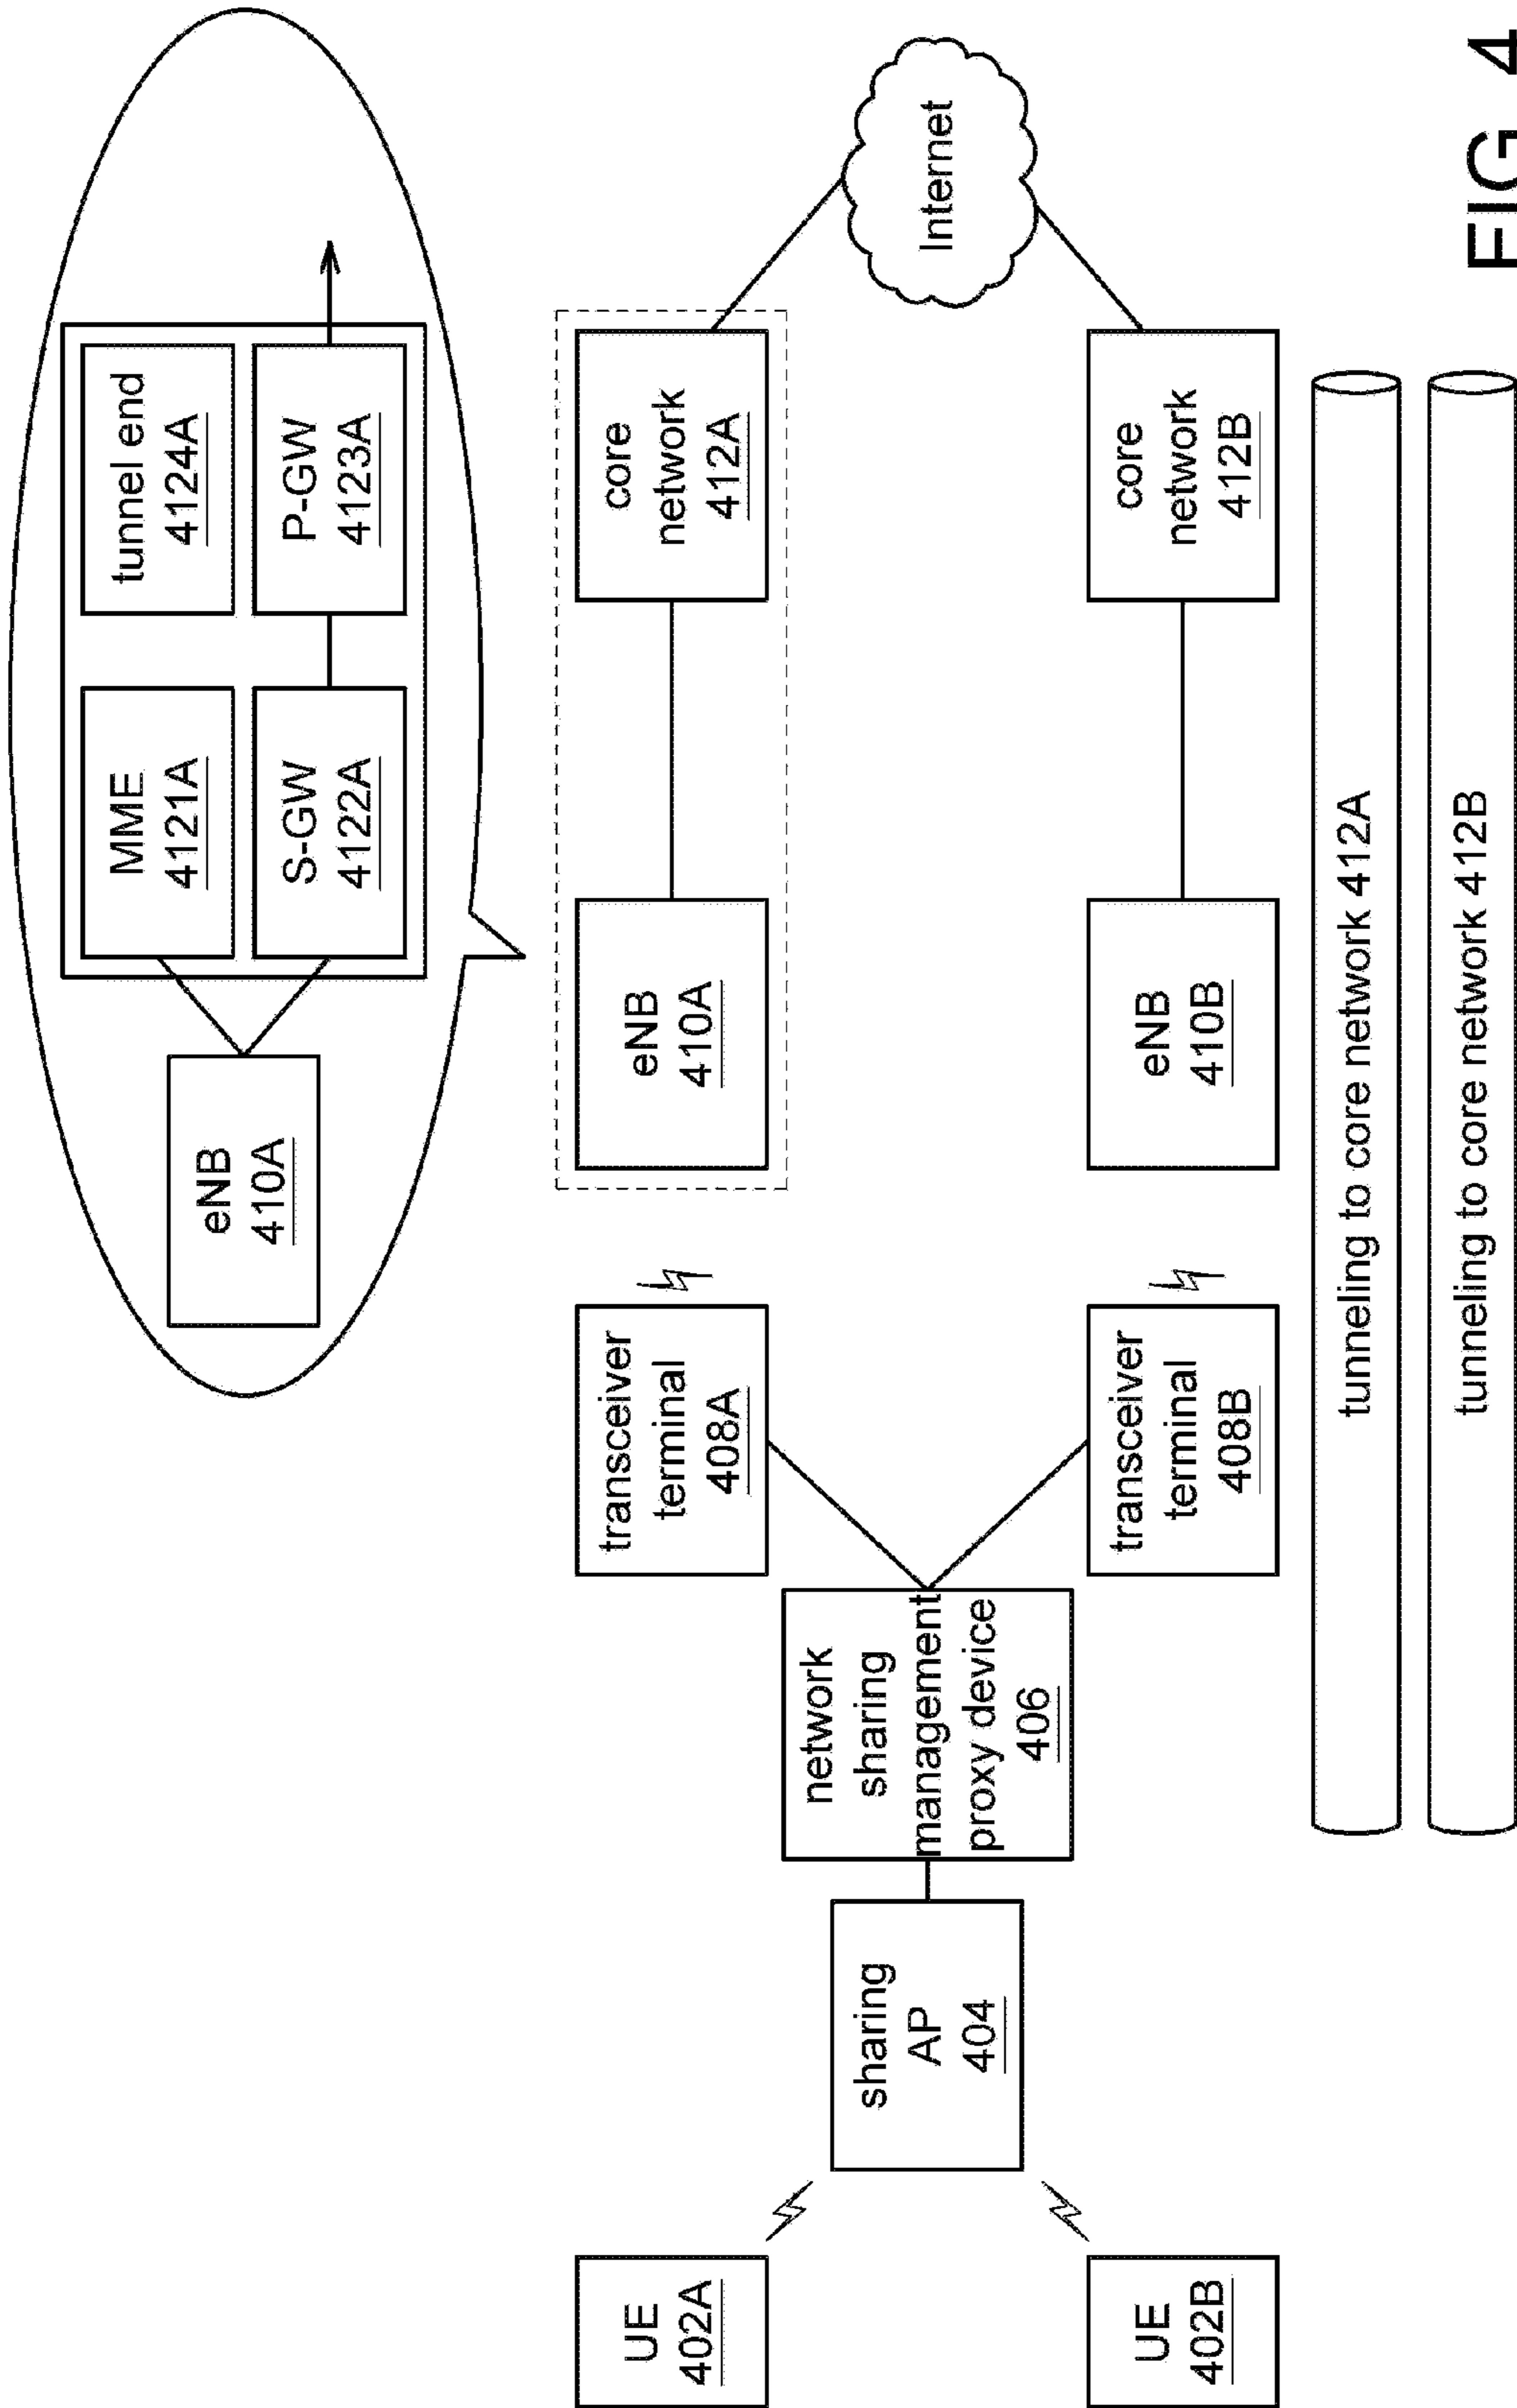 eNB
410A
MME
4121A
tunnel end
4124A
S-GW
4122A
P-GW
4123A
UE
402A
transceiver
terminal
408A
eNB
410A
core
network
412A
sharing
AP
404
network
sharing
management
proxy device
406
Internet
UE
402B
transceiver
terminal
408B
eNB
410B
core
network
412B
tunneling to core network 412A
tunneling to core network 412B
FIG. 4